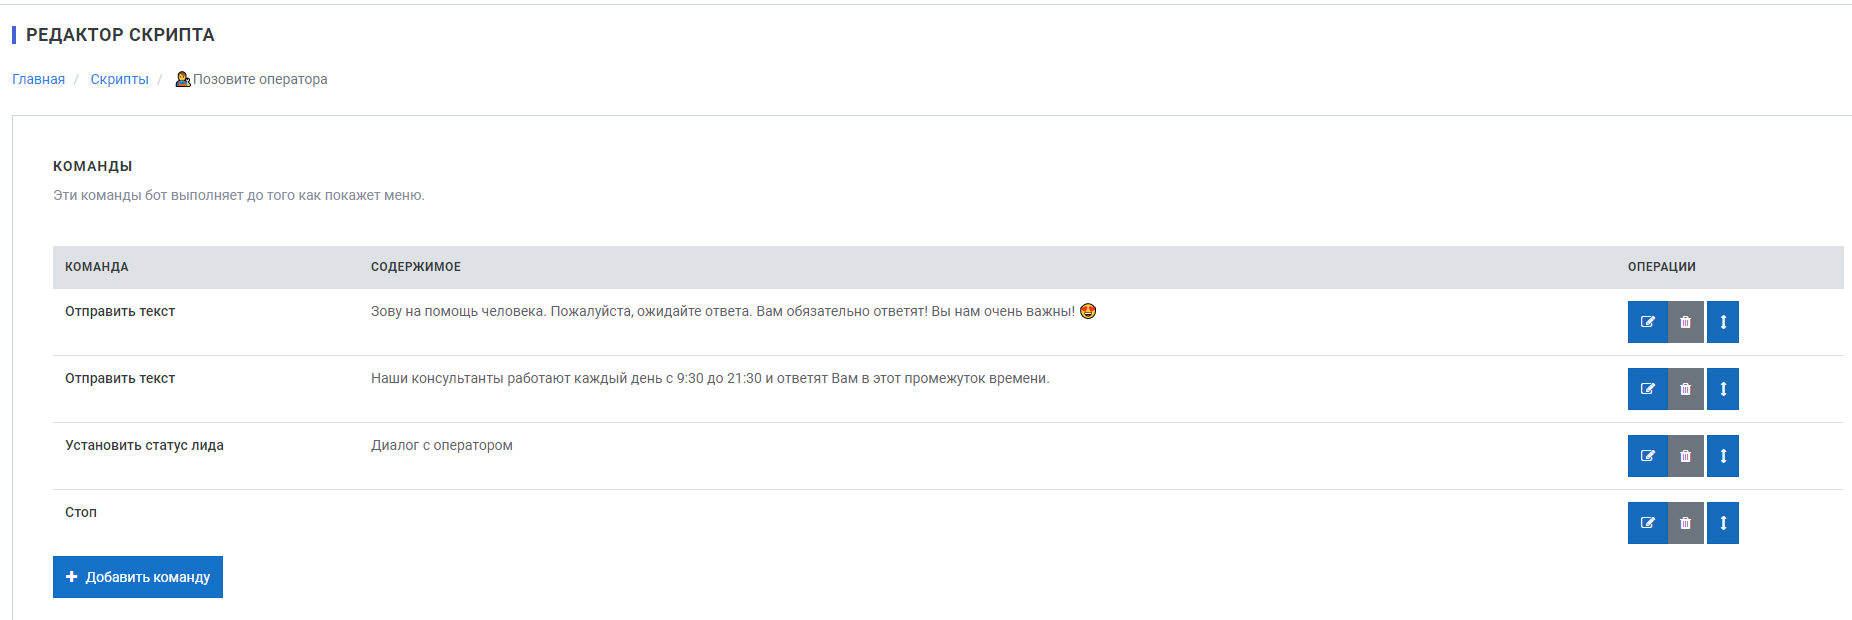 РЕДАКТОР СКРИПТА
Главная / Скрипты / Позовите оператора
КОМАНДЫ
Эти команды бот выполняет до того как покажет меню.
КОМАНДА СОДЕРЖИМОЕ ОПЕРАЦИИ
Отправить текст Зову на помощь человека. Пожалуйста, ожидайте ответа. Вам обязательно ответят! Вы нам очень важны! 🤩
Отправить текст Наши консультанты работают каждый день с 9:30 до 21:30 и ответят Вам в этот промежуток времени.
Установить статус лида Диалог с оператором
Стоп
Добавить команду